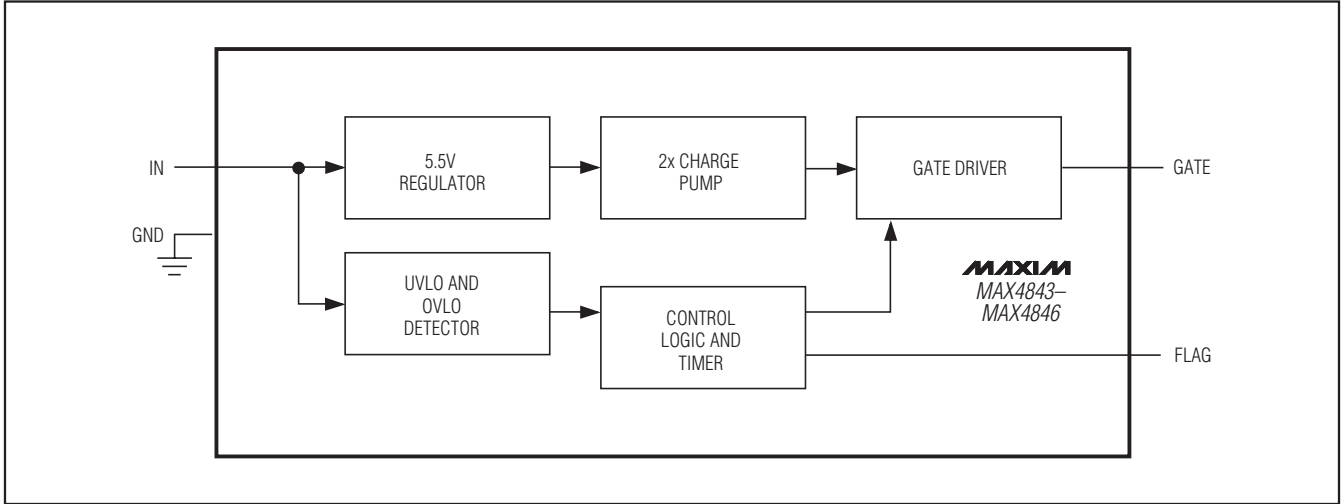 IN
GND
5.5V
REGULATOR
2x CHARGE
PUMP
GATE DRIVER
GATE
UVLO AND
OVLO
DETECTOR
CONTROL
LOGIC AND
TIMER
MAXIM
MAX4843–
MAX4846
FLAG